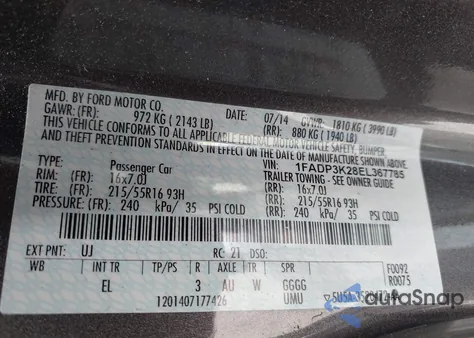 MFD. BY FORD MOTOR CO.
DATE: 07/14 GVWR: 1810 KG ( 3990 LB)
GAWR: (FR): 972 KG ( 2143 LB) (RR): 880 KG ( 1940 LB)
THIS VEHICLE CONFORMS TO ALL APPLICABLE FEDERAL MOTOR VEHICLE SAFETY, BUMPER
AND THEFT PREVENTION STANDARDS IN EFFECT ON THE DATE OF MANUFACTURE SHOWN ABOVE.
VIN: 1FADP3K28EL367785
TYPE: Passenger Car TRAILER TOWING - SEE OWNER GUIDE
RIM: (FR): 16x7.0J (RR): 16x7.0J
TIRE: (FR): 215/55R16 93H (RR): 215/55R16 93H
PRESSURE: (FR): 240 kPa/ 35 PSI COLD (RR): 240 kPa/ 35 PSI COLD
EXT PNT: UJ RC: 21 DSO: F0092
WB INT TR TP/PS R AXLE TR SPR R0075
EL 3 AU W GGGG
1201407177426 UMU
autoSnap